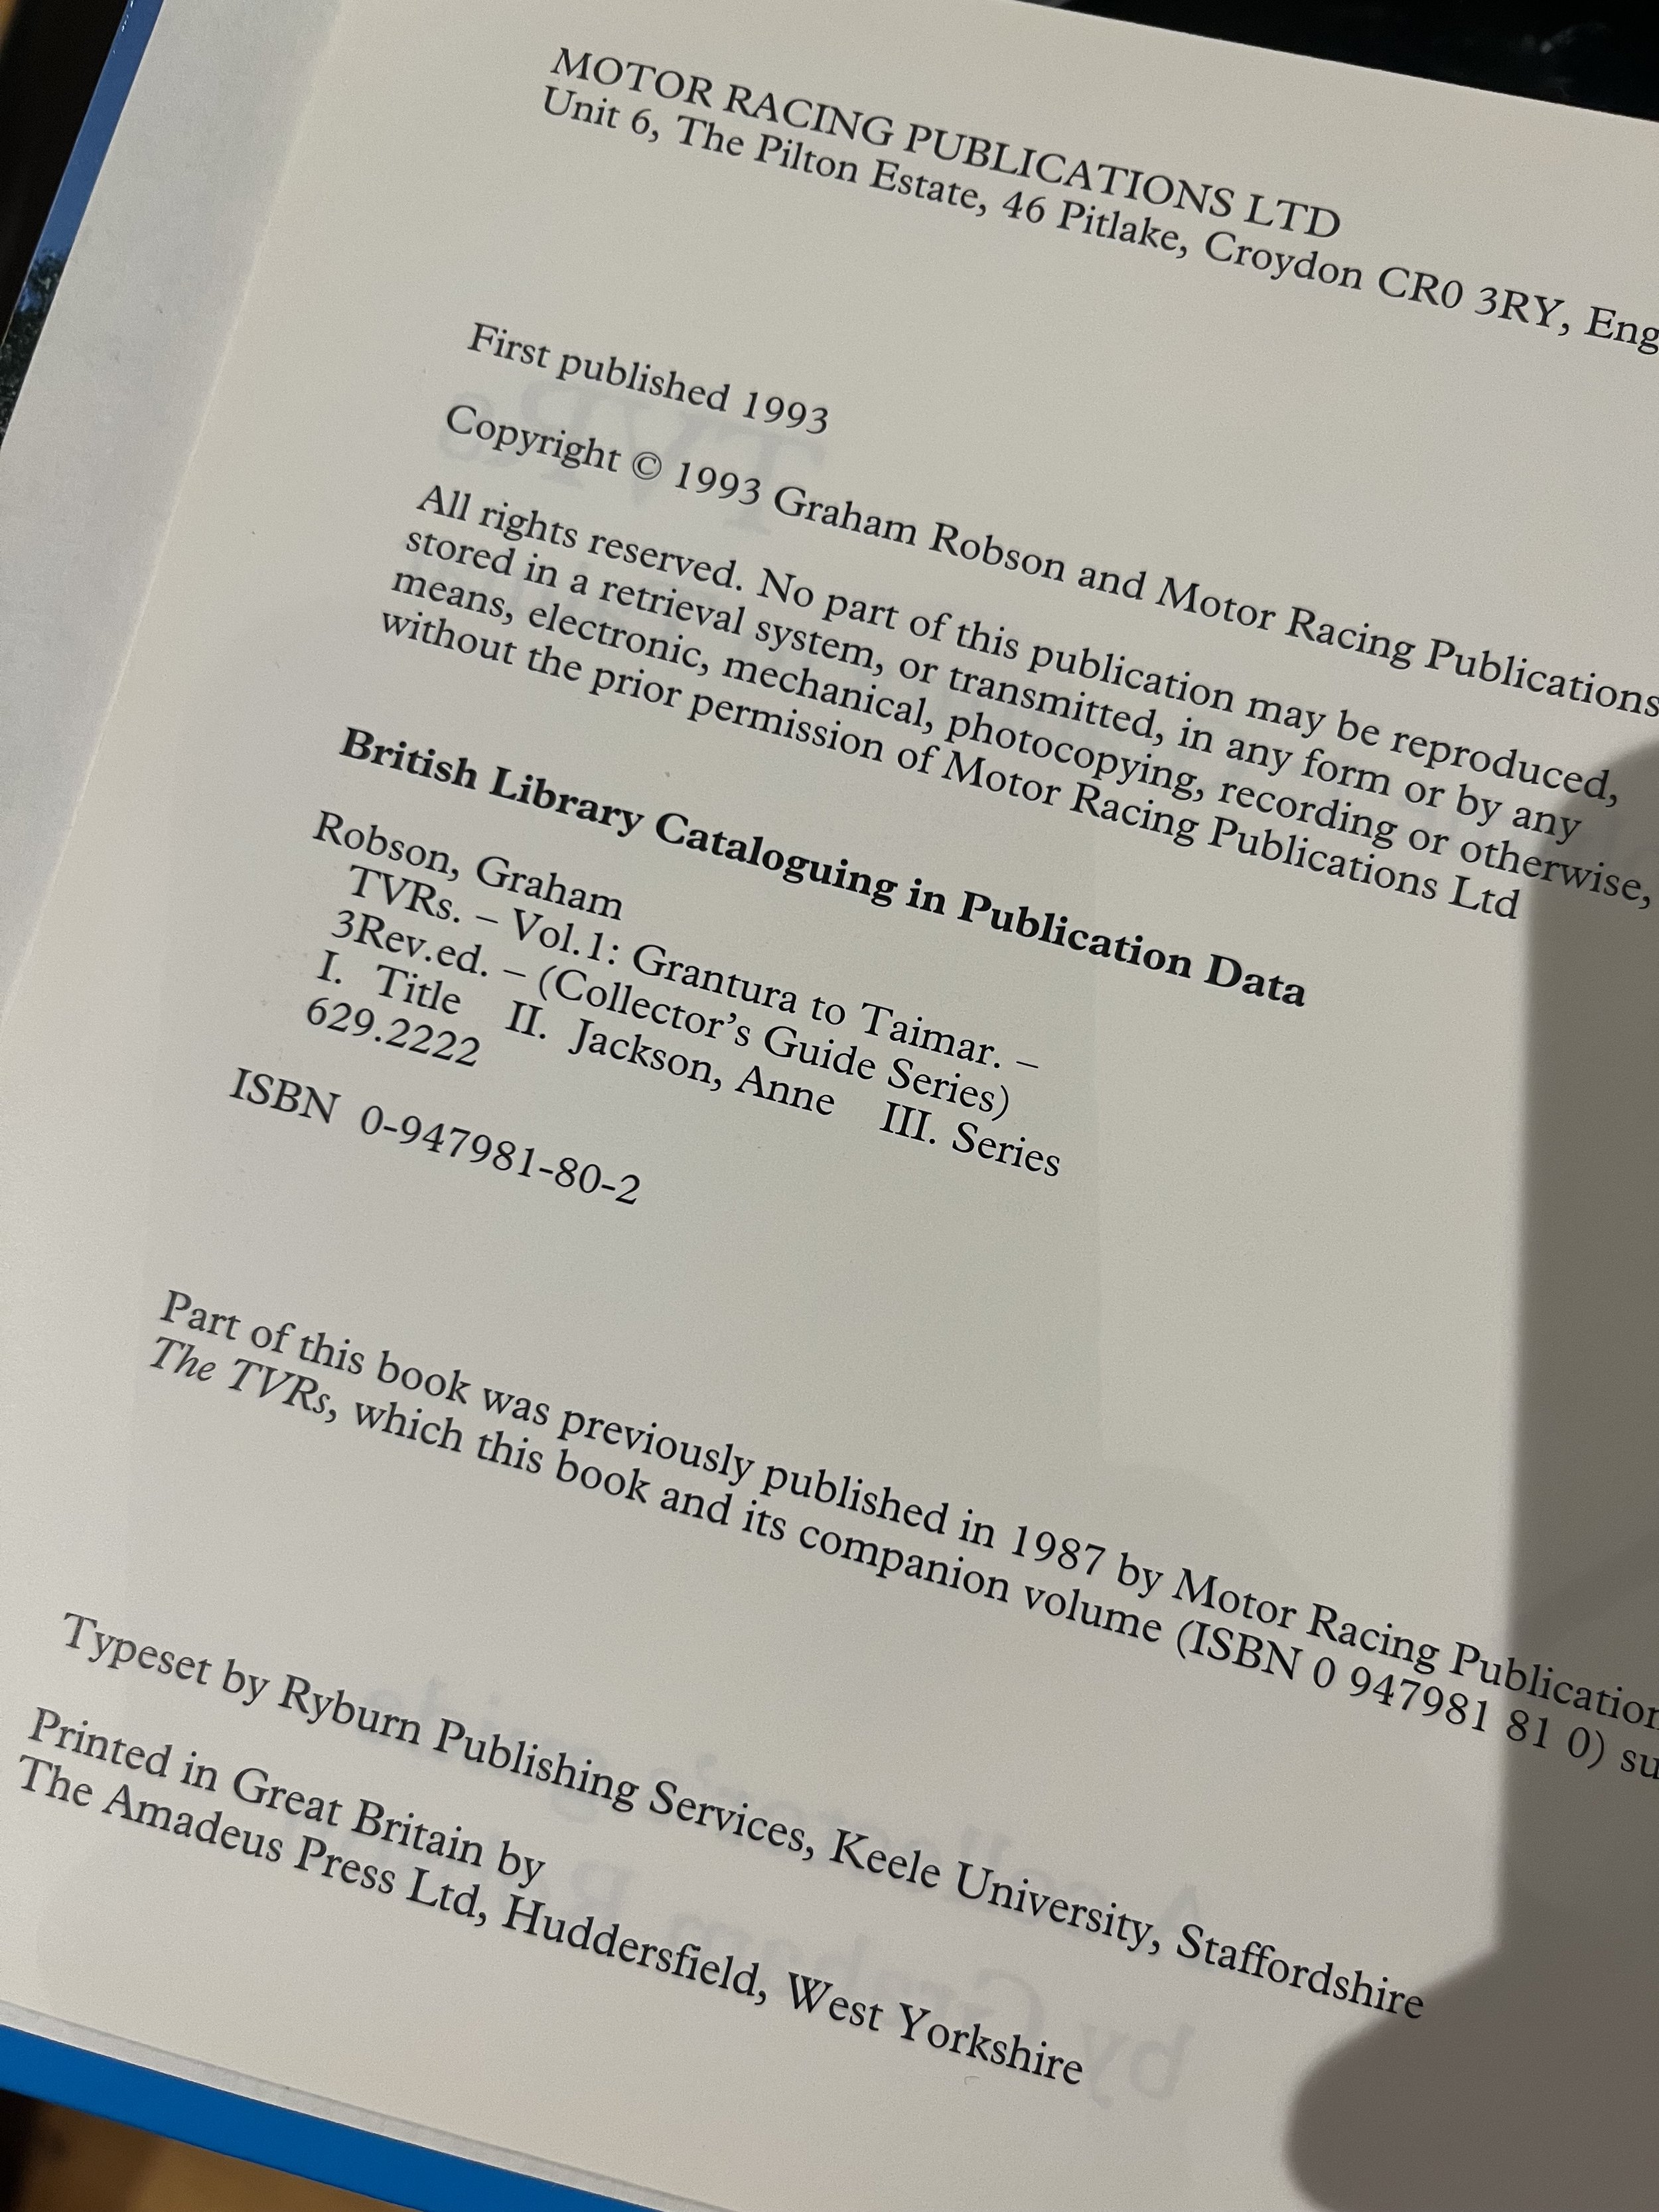 MOTOR RACING PUBLICATIONS LTD
Unit 6, The Pilton Estate, 46 Pitlake, Croydon CR0 3RY, Eng
First published 1993
Copyright © 1993 Graham Robson and Motor Racing Publications
All rights reserved. No part of this publication may be reproduced,
stored in a retrieval system, or transmitted, in any form or by any
means, electronic, mechanical, photocopying, recording or otherwise,
without the prior permission of Motor Racing Publications Ltd
British Library Cataloguing in Publication Data
Robson, Graham
TVRs. – Vol.1: Grantura to Taimar. –
3Rev.ed. – (Collector's Guide Series)
I. Title II. Jackson, Anne III. Series
629.2222
ISBN 0-947981-80-2
Part of this book was previously published in 1987 by Motor Racing Publication
The TVRs, which this book and its companion volume (ISBN 0 947981 81 0) su
Typeset by Ryburn Publishing Services, Keele University, Staffordshire
Printed in Great Britain by
The Amadeus Press Ltd, Huddersfield, West Yorkshire